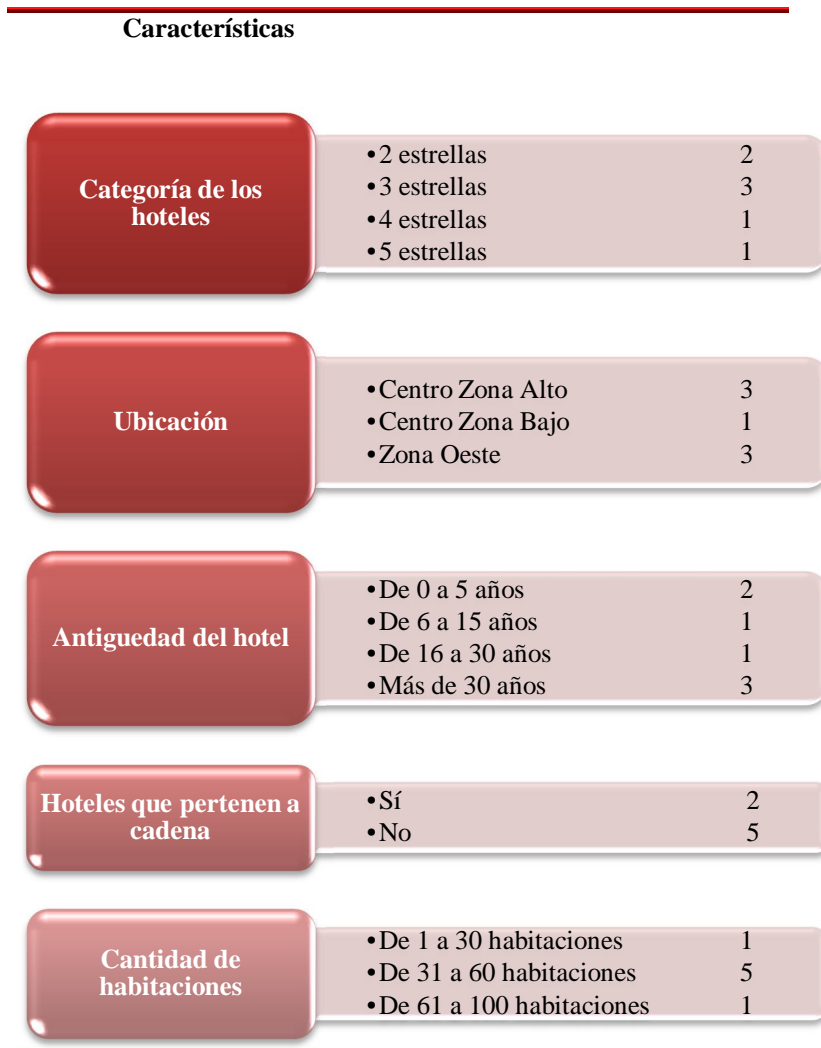 Características
Categoría de los
hoteles
•2 estrellas 2
•3 estrellas 3
•4 estrellas 1
•5 estrellas 1
Ubicación
•Centro Zona Alto 3
•Centro Zona Bajo 1
•Zona Oeste 3
Antiguedad del hotel
•De 0 a 5 años 2
•De 6 a 15 años 1
•De 16 a 30 años 1
•Más de 30 años 3
Hoteles que pertenen a
cadena
•Sí 2
•No 5
Cantidad de
habitaciones
•De 1 a 30 habitaciones 1
•De 31 a 60 habitaciones 5
•De 61 a 100 habitaciones 1